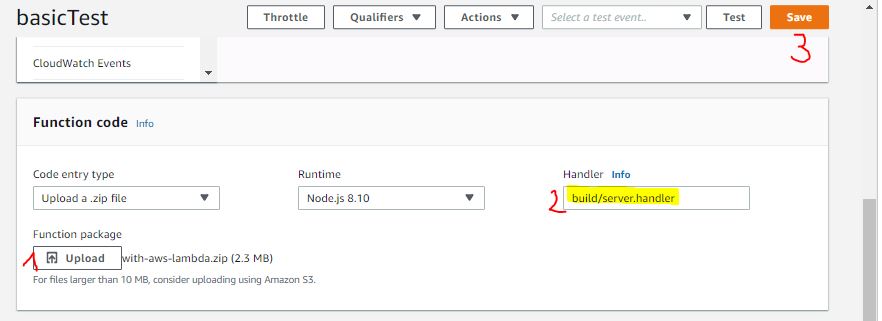 basicTest Throttle Qualifiers Actions Select a test event.. Test Save
3
CloudWatch Events
Function code Info
Code entry type Runtime Handler Info
Upload a .zip file Node.js 8.10 2 build/server.handler
Function package
1 Upload with-aws-lambda.zip (2.3 MB)
For files larger than 10 MB, consider uploading using Amazon S3.